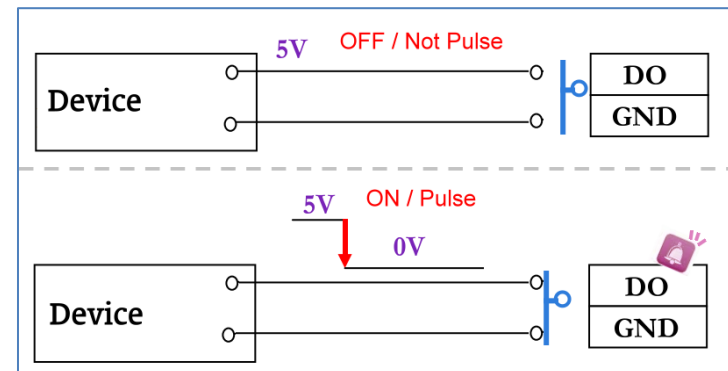 5V OFF / Not Pulse
Device
DO
GND
5V ON / Pulse
0V
Device
DO
GND